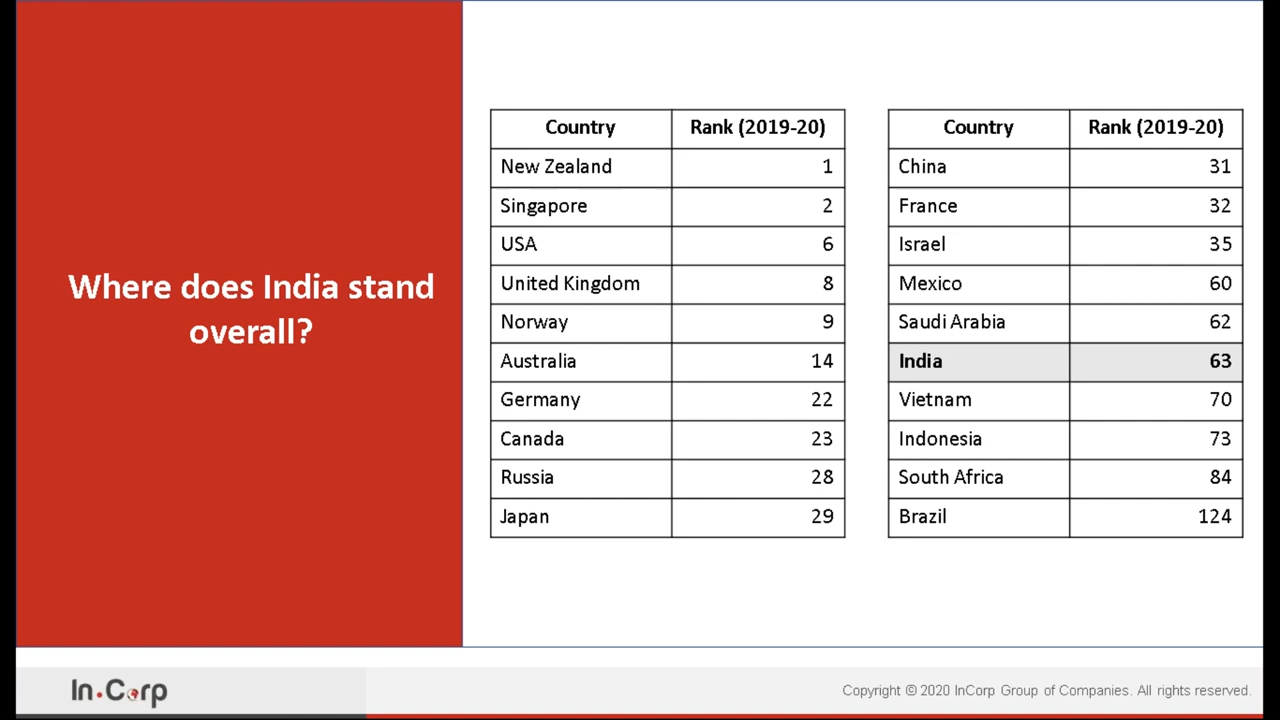 Where does India stand
overall?
Country Rank (2019-20)
New Zealand 1
Singapore 2
USA 6
United Kingdom 8
Norway 9
Australia 14
Germany 22
Canada 23
Russia 28
Japan 29
Country Rank (2019-20)
China 31
France 32
Israel 35
Mexico 60
Saudi Arabia 62
India 63
Vietnam 70
Indonesia 73
South Africa 84
Brazil 124
In.Corp
Copyright © 2020 InCorp Group of Companies. All rights reserved.